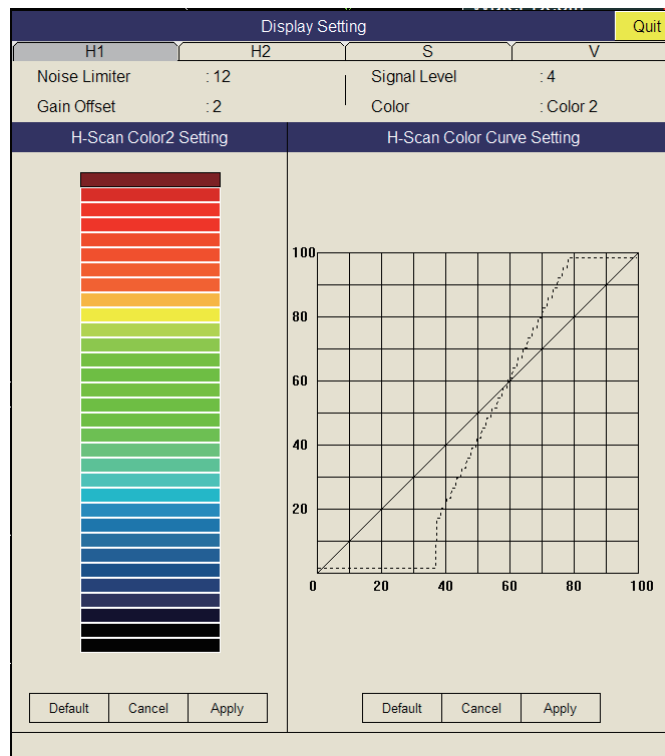 Display Setting
Quit
H1
H2
S
V
Noise Limiter : 12
Signal Level : 4
Gain Offset : 2
Color : Color 2
H-Scan Color2 Setting
H-Scan Color Curve Setting
100
80
60
40
20
0 20 40 60 80 100
Default Cancel Apply
Default Cancel Apply